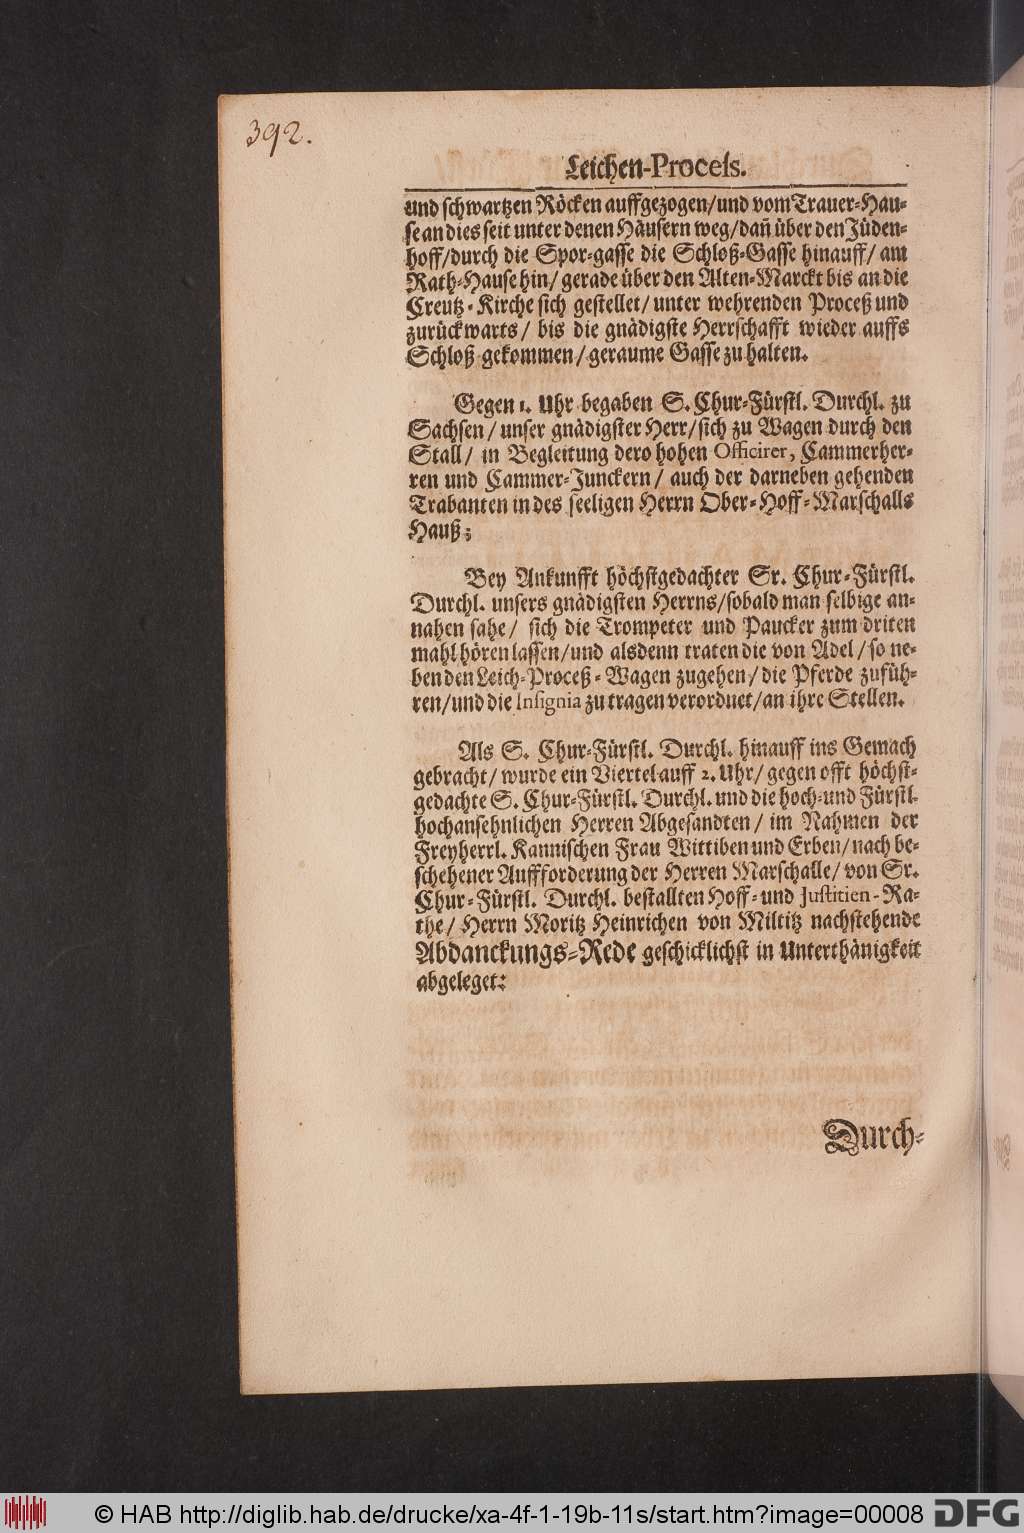 392.
Leichen-Proceſs.
und ſchwartzen Röcken auffgezogen/und vom Trauer-Hau-
ſe an dies ſeit unter denen Häuſern weg/dañ über den Jüden-
hoff/durch die Spor-gaſſe die Schloß-Gaſſe hinauff/ am
Rath-Hauſe hin/ gerade über den Alten-Marckt bis an die
Creutz-Kirche ſich geſtellet/ unter wehrenden Proceß und
zurückwarts/ bis die gnädigſte Herrſchafft wieder auffs
Schloß gekommen/ geraume Gaſſe zu halten.
Gegen 1. Uhr begaben S. Chur-Fürſtl. Durchl. zu
Sachſen/ unſer gnädigſter Herr/ſich zu Wagen durch den
Stall/ in Begleitung dero hohen Officirer, Cammerher-
ren und Cammer-Junckern/ auch der darneben gehenden
Trabanten in des ſeeligen Herrn Ober-Hoff-Marſchalls
Hauß;
Bey Ankunfft höchſtgedachter Sr. Chur-Fürſtl.
Durchl. unſers gnädigſten Herrns/ſobald man ſelbige an-
nahen ſahe/ ſich die Trompeter und Paucker zum driten
mahl hören laſſen/und alsdenn traten die von Adel/ ſo ne-
ben den Leich-Proceß-Wagen zugehen/ die Pferde zufüh-
ren/und die Inſignia zu tragen verordnet/an ihre Stellen.
Als S. Chur-Fürſtl. Durchl. hinauff ins Gemach
gebracht/ wurde ein Viertel auff 2. Uhr/ gegen offt höchſt-
gedachte S. Chur-Fürſtl. Durchl. und die hoch-und Fürſtl.
hochanſehnlichen Herren Abgeſandten/ im Nahmen der
Freyherrl. Kanniſchen Frau Wittiben und Erben/ nach be-
ſchehener Auffforderung der Herren Marſchalle/ von Sr.
Chur-Fürſtl. Durchl. beſtallten Hoff-und Juſtitien-Ra-
the/ Herrn Moritz Heinrichen von Miltitz nachſtehende
Abdanckungs-Rede geſchicklichſt in Unterthänigkeit
abgeleget:
Durch-
© HAB http://diglib.hab.de/drucke/xa-4f-1-19b-11s/start.htm?image=00008
DFG